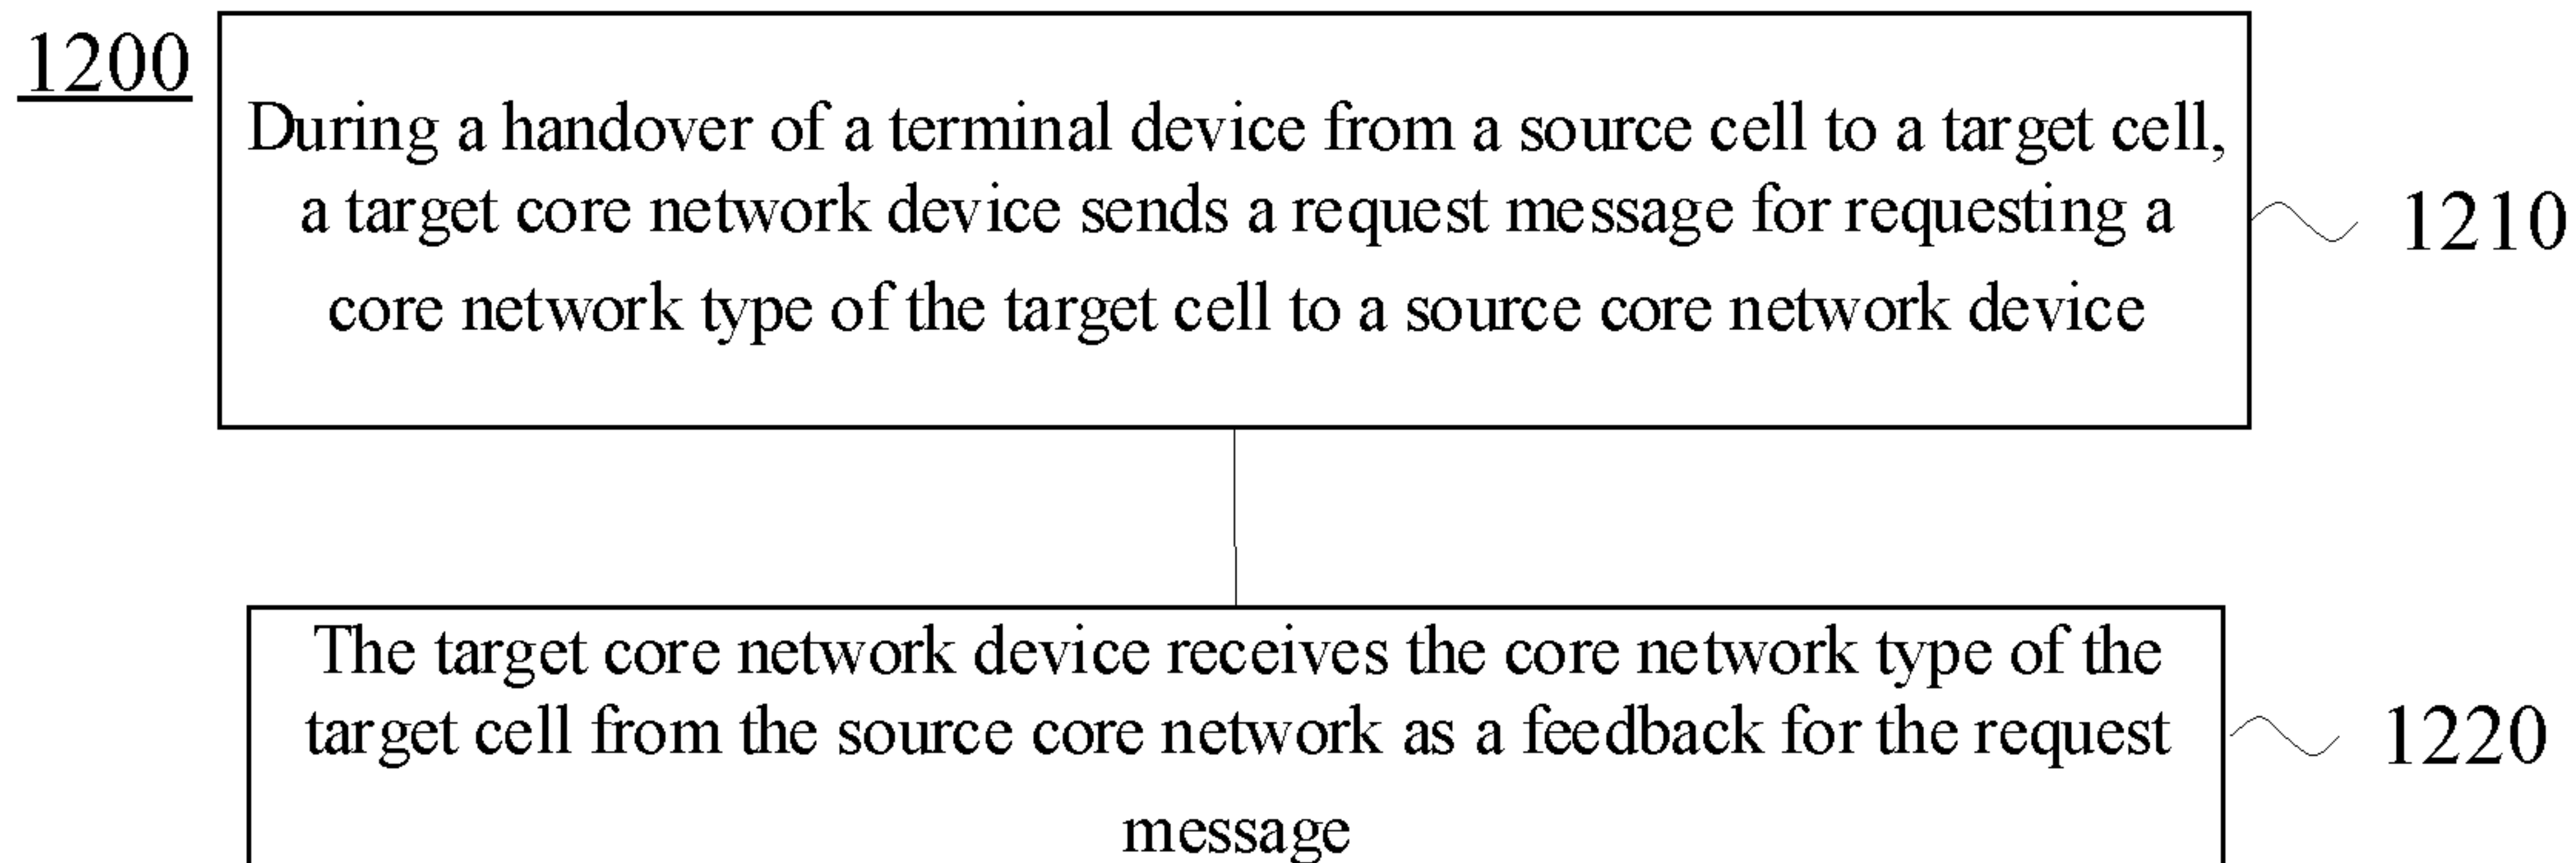 1200
During a handover of a terminal device from a source cell to a target cell,
a target core network device sends a request message for requesting a
core network type of the target cell to a source core network device
1210
The target core network device receives the core network type of the
target cell from the source core network as a feedback for the request
message
1220